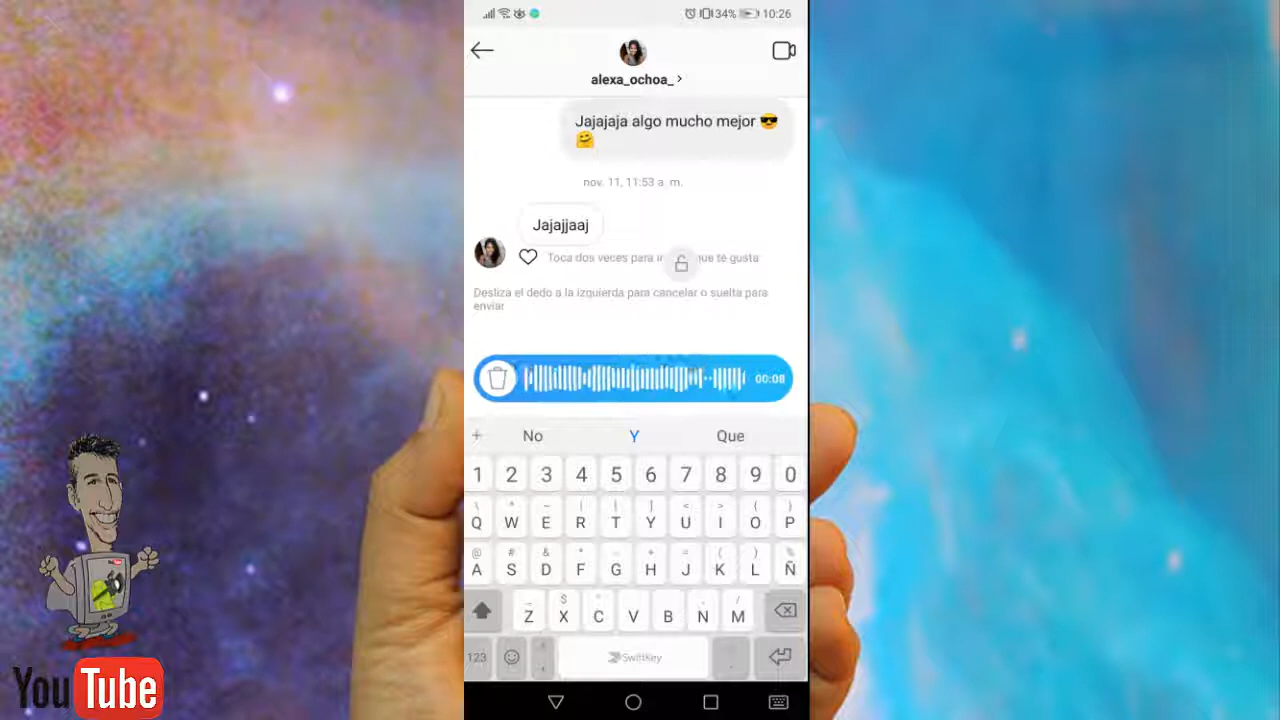 34% 10:26
alexa_ochoa_ >
Jajajaja algo mucho mejor 😎
🤗
nov. 11, 11:53 a. m.
Jajajjaaj
Toca dos veces para que te gusta
Desliza el dedo a la izquierda para cancelar o suelta para
enviar
00:08
+ No Y Que
1 2 3 4 5 6 7 8 9 0
Q W E R T Y U I O P
A S D F G H J K L Ñ
Z X C V B N M
123 SwiftKey
YouTube